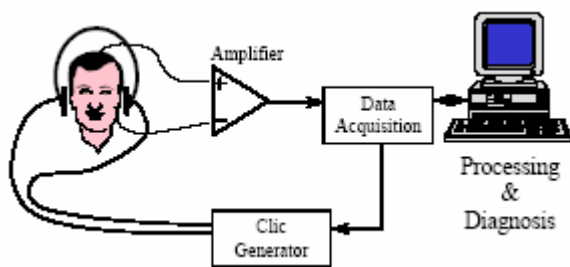 Amplifier
+
−
Data
Acquisition
Processing
&
Diagnosis
Clic
Generator